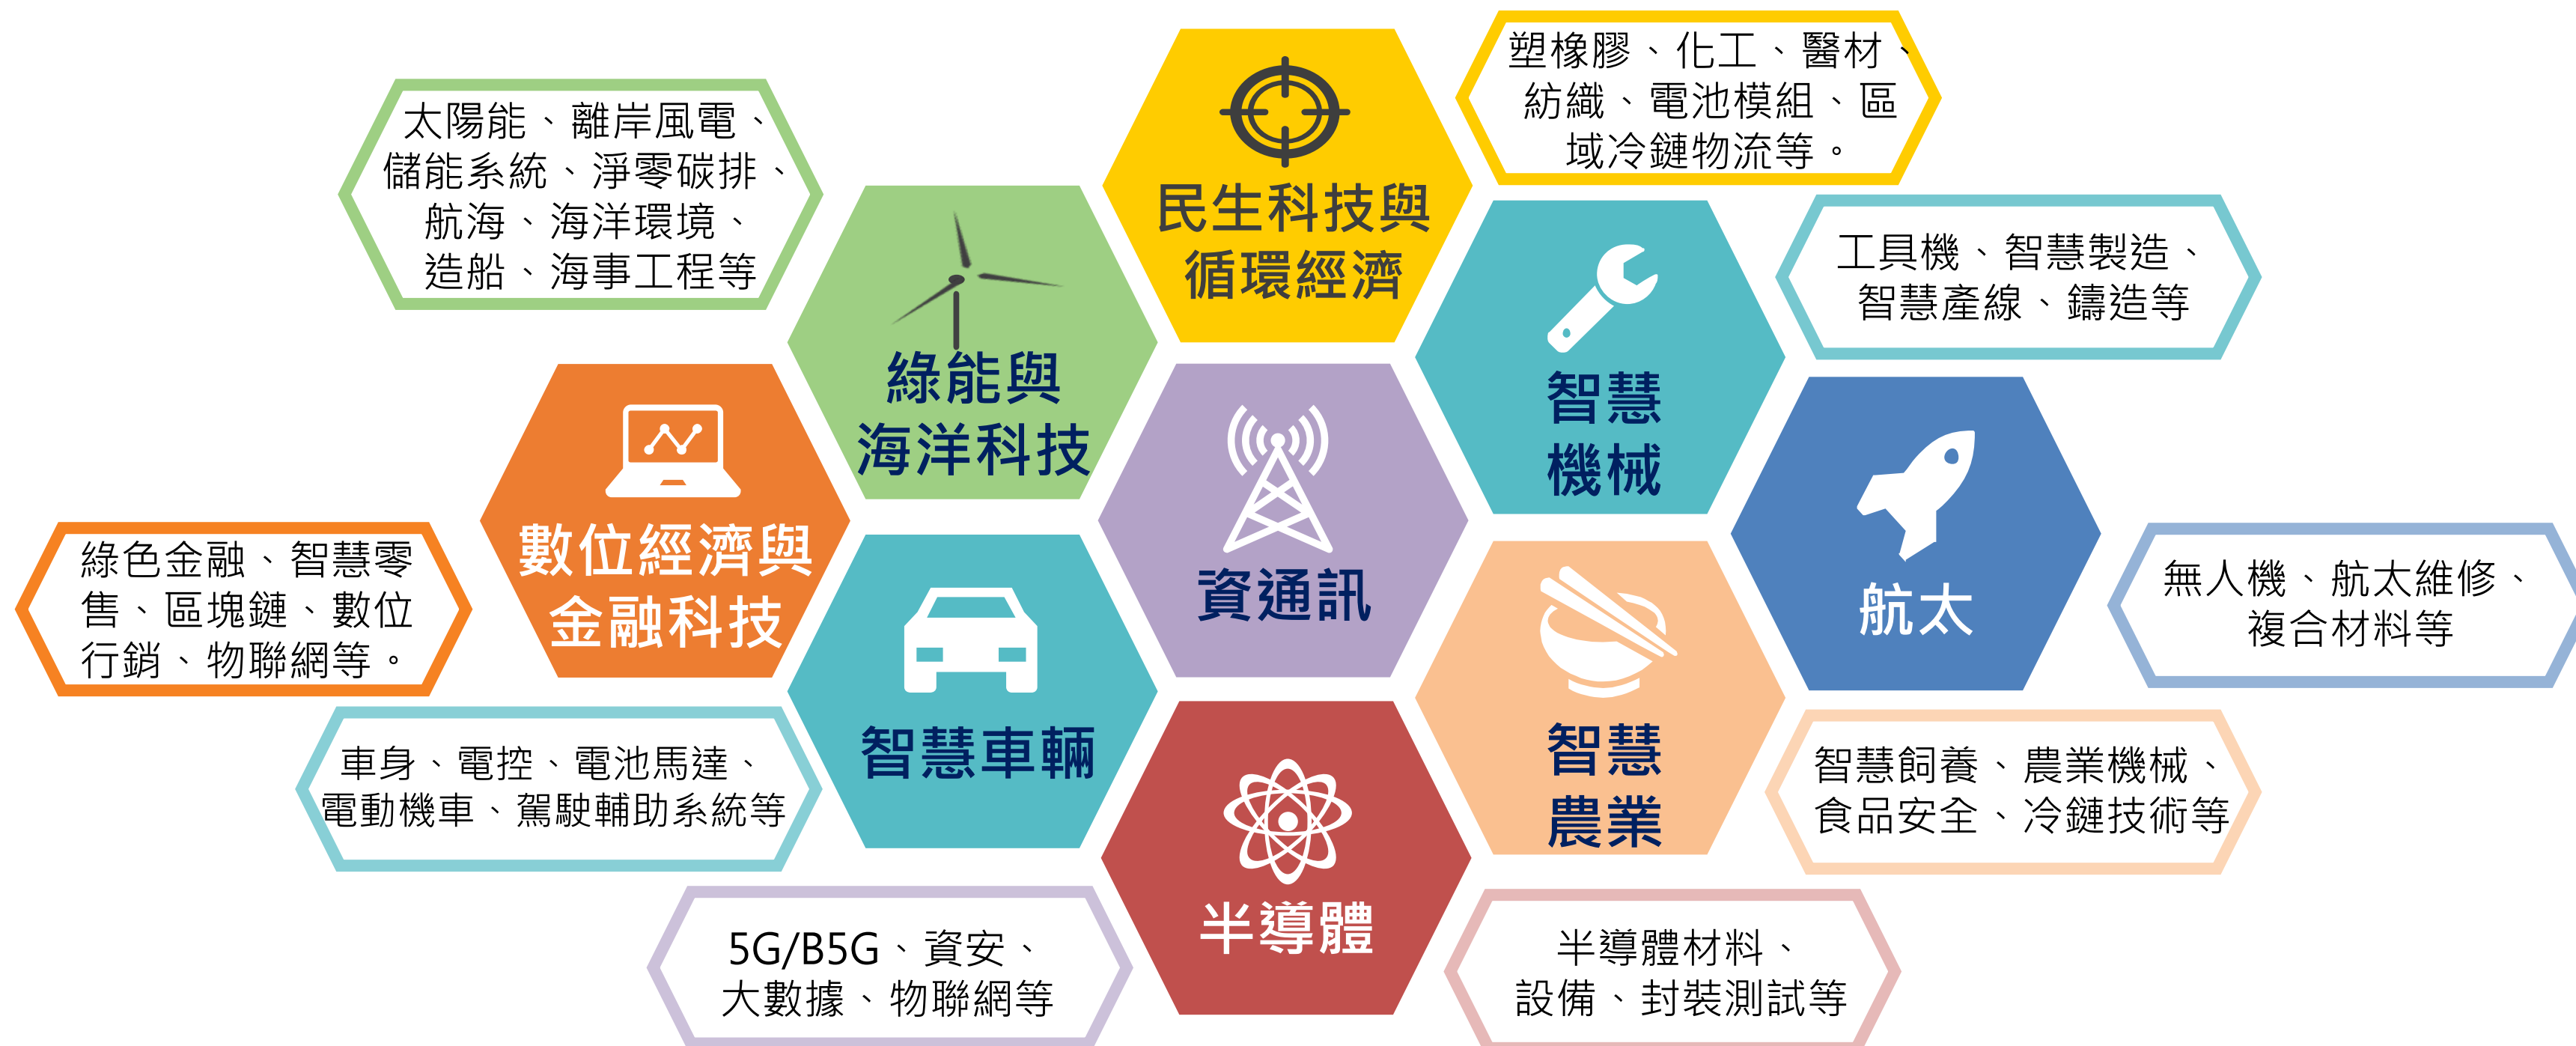 塑橡膠、化工、醫材、
紡織、電池模組、區
域冷鏈物流等。
民生科技與
循環經濟
太陽能、離岸風電、
儲能系統、淨零碳排、
航海、海洋環境、
造船、海事工程等
綠能與
海洋科技
工具機、智慧製造、
智慧產線、鑄造等
智慧
機械
數位經濟與
金融科技
綠色金融、智慧零
售、區塊鏈、數位
行銷、物聯網等。
資通訊
航太
無人機、航太維修、
複合材料等
智慧車輛
車身、電控、電池馬達、
電動機車、駕駛輔助系統等
智慧
農業
智慧飼養、農業機械、
食品安全、冷鏈技術等
半導體
5G/B5G、資安、
大數據、物聯網等
半導體材料、
設備、封裝測試等